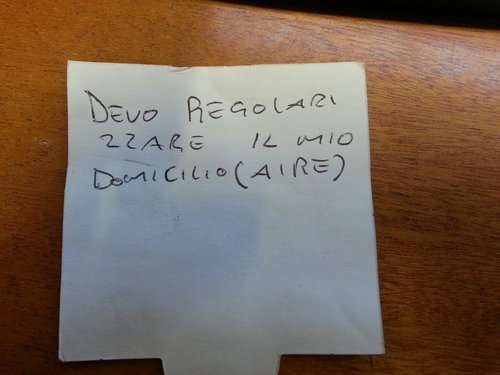 DEVO REGOLARI
ZZARE IL MIO
DOMICILIO (AIRE)